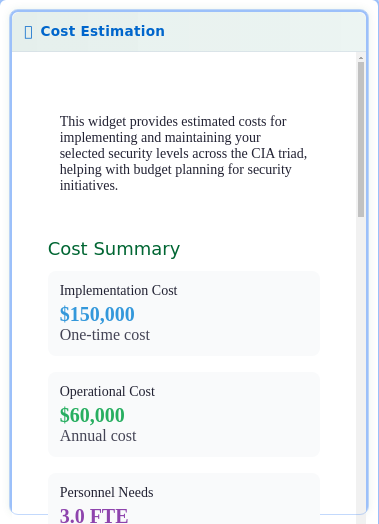 Cost Estimation
This widget provides estimated costs for
implementing and maintaining your
selected security levels across the CIA triad,
helping with budget planning for security
initiatives.
Cost Summary
Implementation Cost
$150,000
One-time cost
Operational Cost
$60,000
Annual cost
Personnel Needs
3.0 FTE